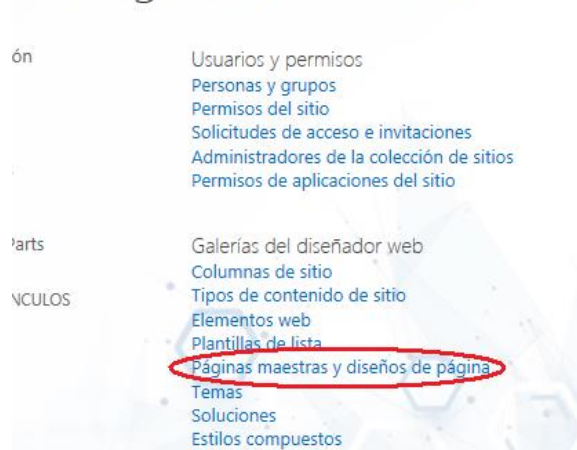 ón
Usuarios y permisos
Personas y grupos
Permisos del sitio
Solicitudes de acceso e invitaciones
Administradores de la colección de sitios
Permisos de aplicaciones del sitio
Parts
Galerías del diseñador web
Columnas de sitio
NCULOS
Tipos de contenido de sitio
Elementos web
Plantillas de lista
Páginas maestras y diseños de página
Temas
Soluciones
Estilos compuestos